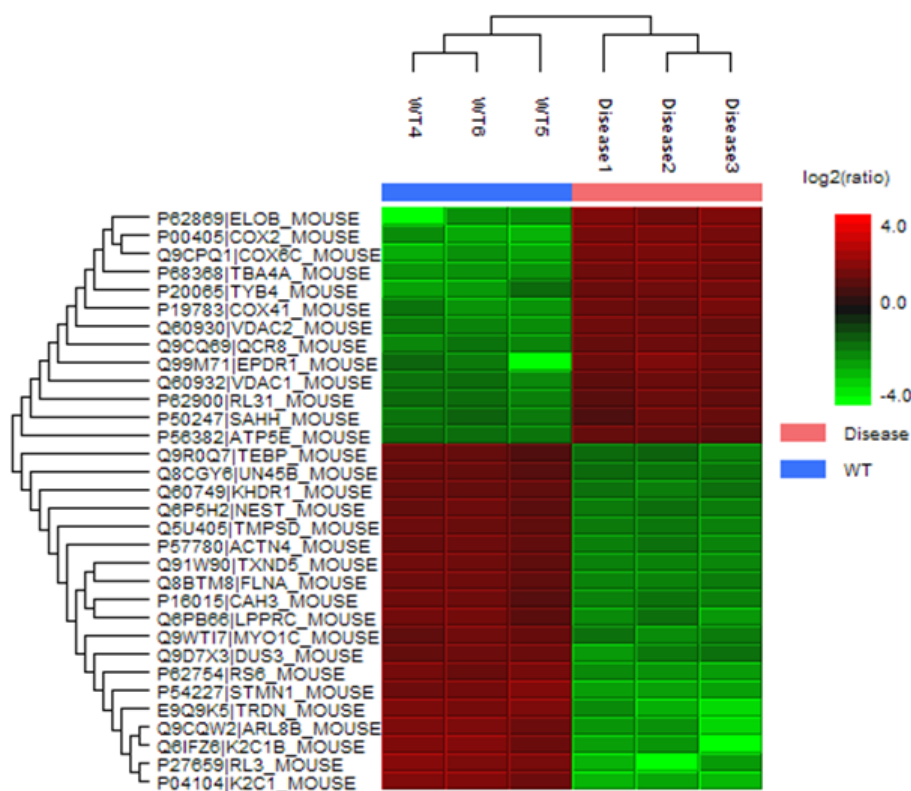 WT4
WT6
WT5
Disease1
Disease2
Disease3
log2(ratio)
4.0
0.0
-4.0
Disease
WT
P62869|ELOB_MOUSE
P00405|COX2_MOUSE
Q9CPQ1|COX6C_MOUSE
P68368|TBA4A_MOUSE
P20065|TYB4_MOUSE
P19783|COX41_MOUSE
Q60930|VDAC2_MOUSE
Q9CQ69|QCR8_MOUSE
Q99M71|EPDR1_MOUSE
Q60932|VDAC1_MOUSE
P62900|RL31_MOUSE
P50247|SAHH_MOUSE
P56382|ATP5E_MOUSE
Q9R0Q7|TEBP_MOUSE
Q8CGY6|UN45B_MOUSE
Q60749|KHDR1_MOUSE
Q6P5H2|NEST_MOUSE
Q5U405|TMPSD_MOUSE
P57780|ACTN4_MOUSE
Q91W90|TXND5_MOUSE
Q8BTM8|FLNA_MOUSE
P16015|CAH3_MOUSE
Q6PB66|LPPRC_MOUSE
Q9WTI7|MYO1C_MOUSE
Q9D7X3|DUS3_MOUSE
P62754|RS6_MOUSE
P54227|STMN1_MOUSE
E9Q9K5|TRDN_MOUSE
Q9CQW2|ARL8B_MOUSE
Q6IFZ6|K2C1B_MOUSE
P27659|RL3_MOUSE
P04104|K2C1_MOUSE